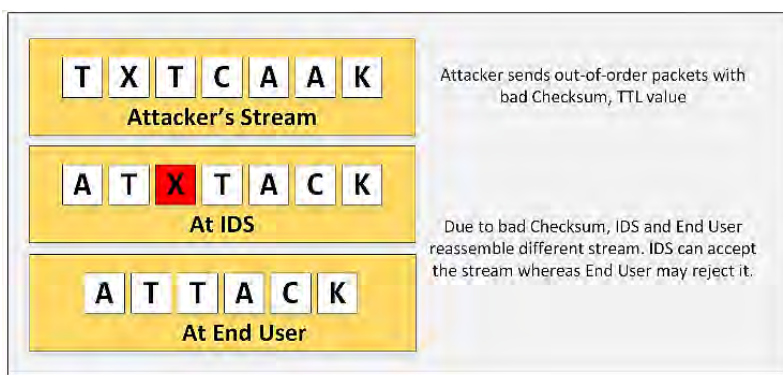 T X T C A A K
Attacker's Stream
Attacker sends out-of-order packets with
bad Checksum, TTL value
A T X T A C K
At IDS
Due to bad Checksum, IDS and End User
reassemble different stream. IDS can accept
the stream whereas End User may reject it.
A T T A C K
At End User